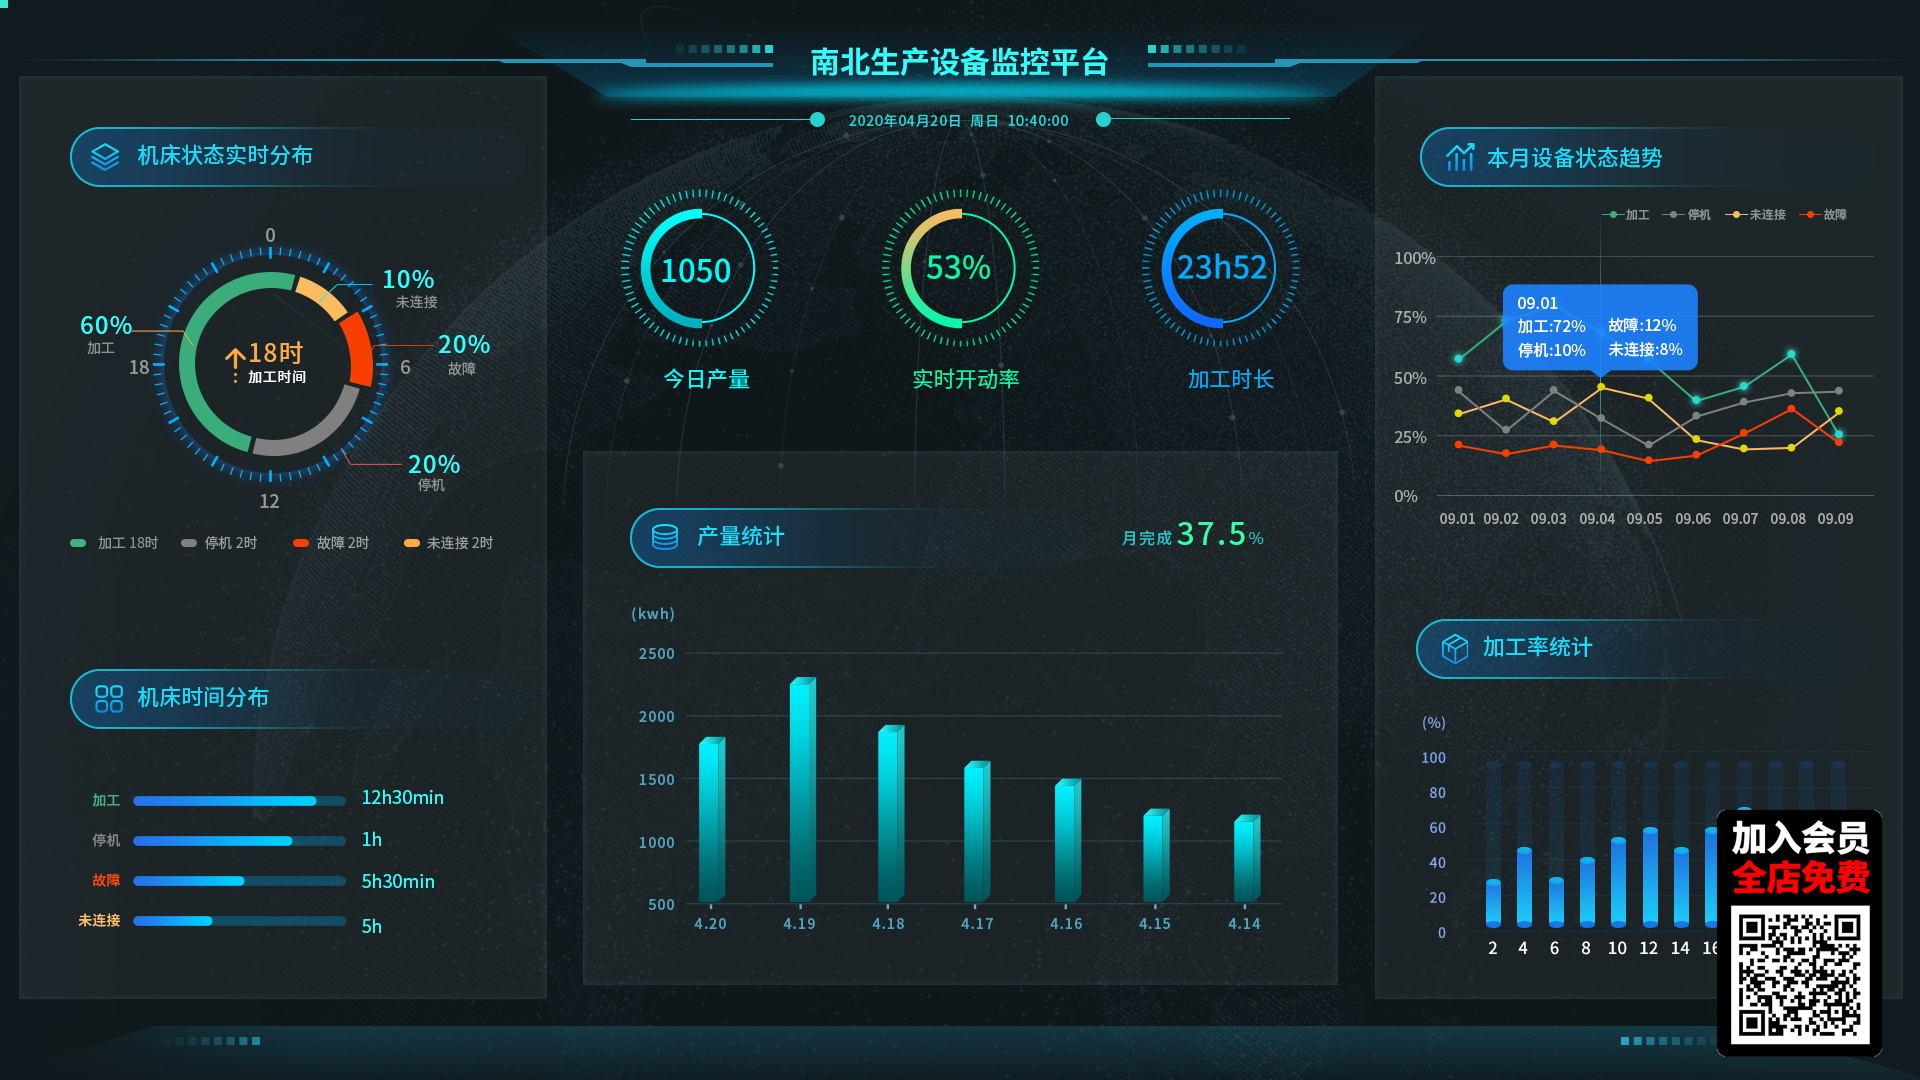 南北生产设备监控平台
2020年04月20日 周日 10:40:00
机床状态实时分布
0
10%
未连接
60%
加工
20%
故障
18
6
18时
加工时间
20%
停机
12
加工 18时
停机 2时
故障 2时
未连接 2时
机床时间分布
加工
12h30min
停机
1h
故障
5h30min
未连接
5h
1050
今日产量
53%
实时开动率
23h52
加工时长
产量统计
月完成 37.5%
(kwh)
2500
2000
1500
1000
500
4.20 4.19 4.18 4.17 4.16 4.15 4.14
本月设备状态趋势
加工 停机 未连接 故障
100%
75%
50%
25%
0%
09.01
加工:72% 故障:12%
停机:10% 未连接:8%
09.01 09.02 09.03 09.04 09.05 09.06 09.07 09.08 09.09
加工率统计
(%)
100
80
60
40
20
0
2 4 6 8 10 12 14 16
加入会员
全店免费